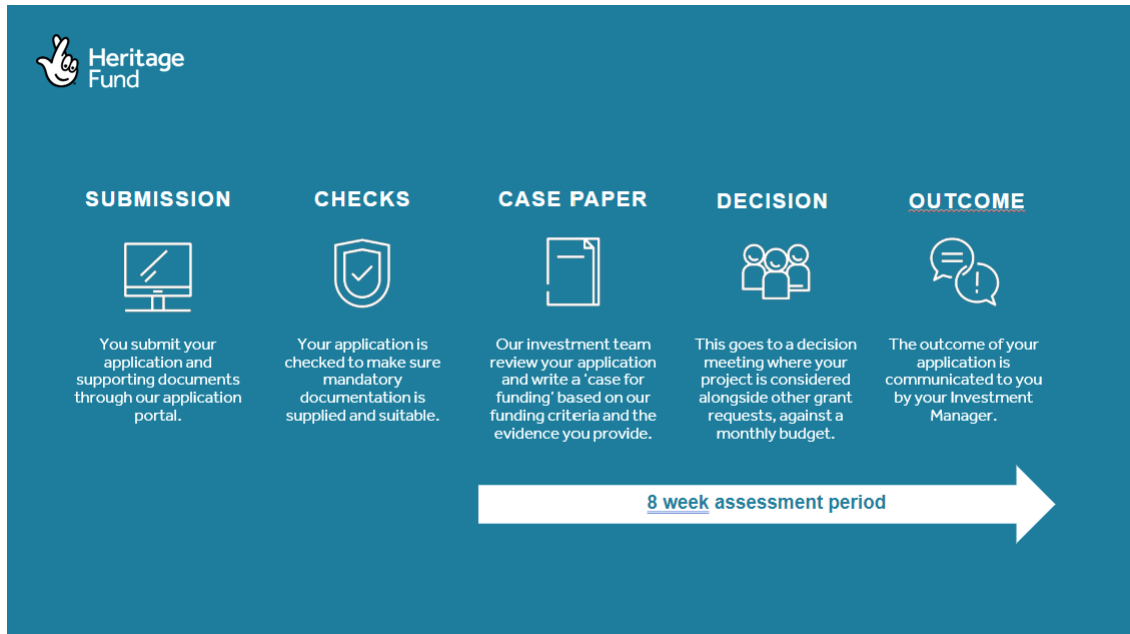 Heritage
Fund
SUBMISSION
You submit your
application and
supporting documents
through our application
portal.
CHECKS
Your application is
checked to make sure
mandatory
documentation is
supplied and suitable.
CASE PAPER
Our investment team
review your application
and write a ‘case for
funding’ based on our
funding criteria and the
evidence you provide.
DECISION
This goes to a decision
meeting where your
project is considered
alongside other grant
requests, against a
monthly budget.
OUTCOME
The outcome of your
application is
communicated to you
by your Investment
Manager.
8 week assessment period